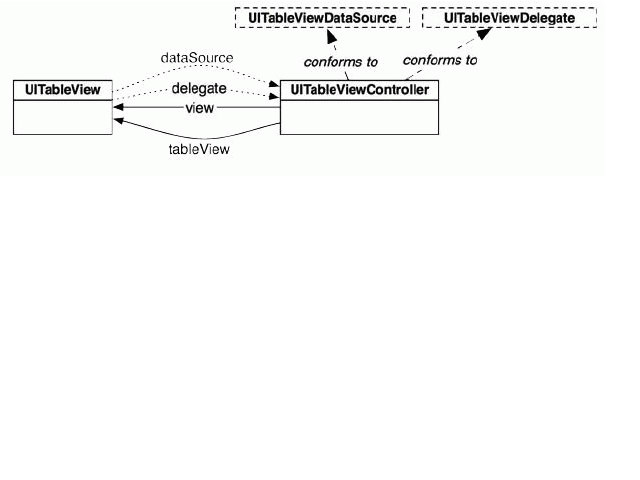 UITableViewDataSource
UITableViewDelegate
conforms to
conforms to
dataSource
UITableView
delegate
UITableViewController
view
tableView